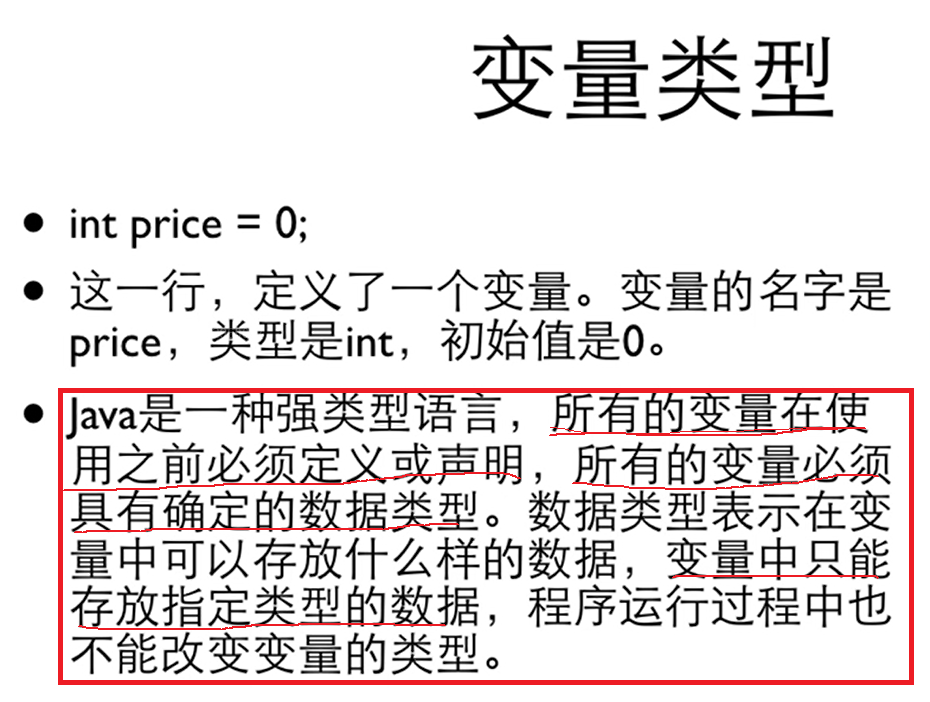 变量类型
• int price = 0;
• 这一行，定义了一个变量。变量的名字是
price，类型是int，初始值是0。
• Java是一种强类型语言，所有的变量在使
用之前必须定义或声明，所有的变量必须
具有确定的数据类型。数据类型表示在变
量中可以存放什么样的数据，变量中只能
存放指定类型的数据，程序运行过程中也
不能改变变量的类型。